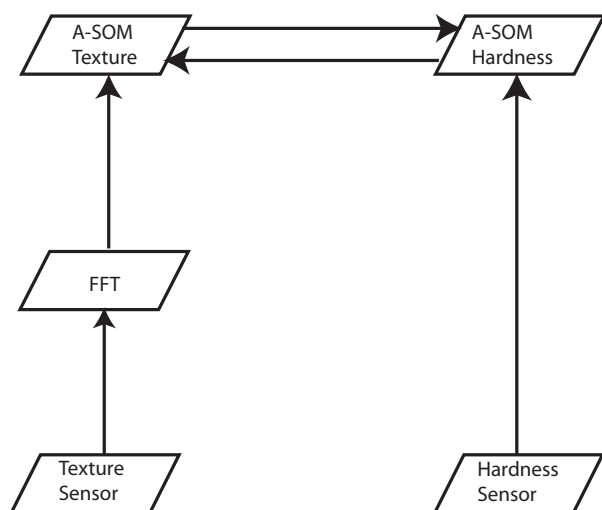 A-SOM
Texture
A-SOM
Hardness
FFT
Texture
Sensor
Hardness
Sensor